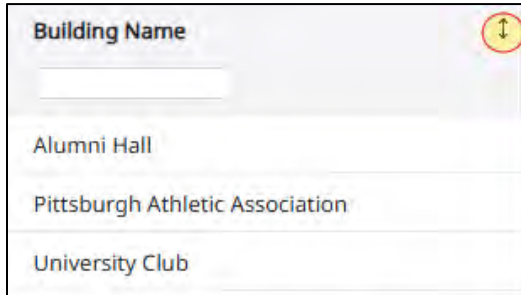 Building Name
Alumni Hall
Pittsburgh Athletic Association
University Club